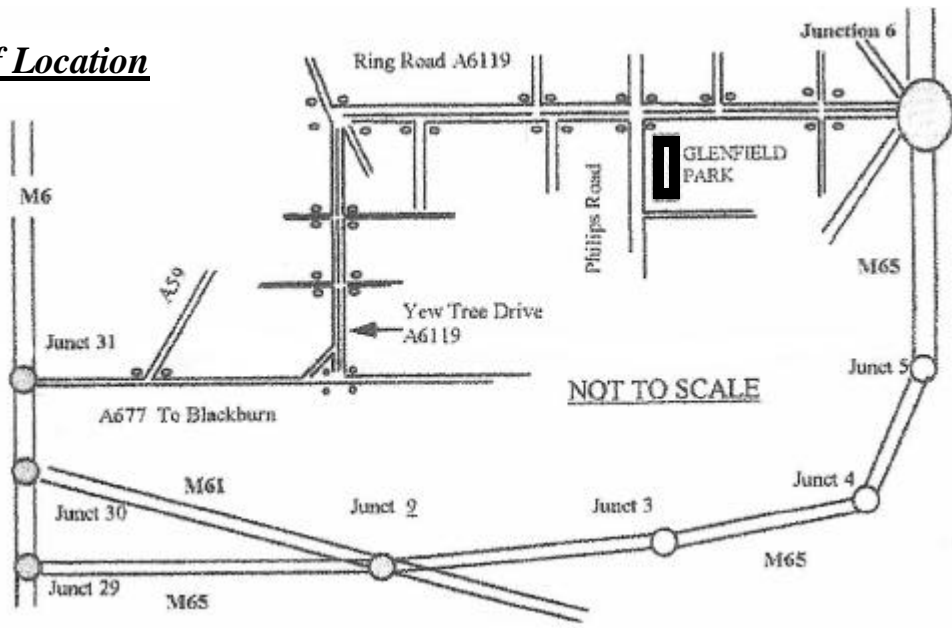 f Location
Junction 6
Ring Road A6119
M6
GLENFIELD
PARK
Philips Road
M65
A59
Yew Tree Drive
A6119
Junct 31
Junct 5
NOT TO SCALE
A677 To Blackburn
M61
Junct 4
Junct 30
Junct 9
Junct 3
M65
Junct 29
M65